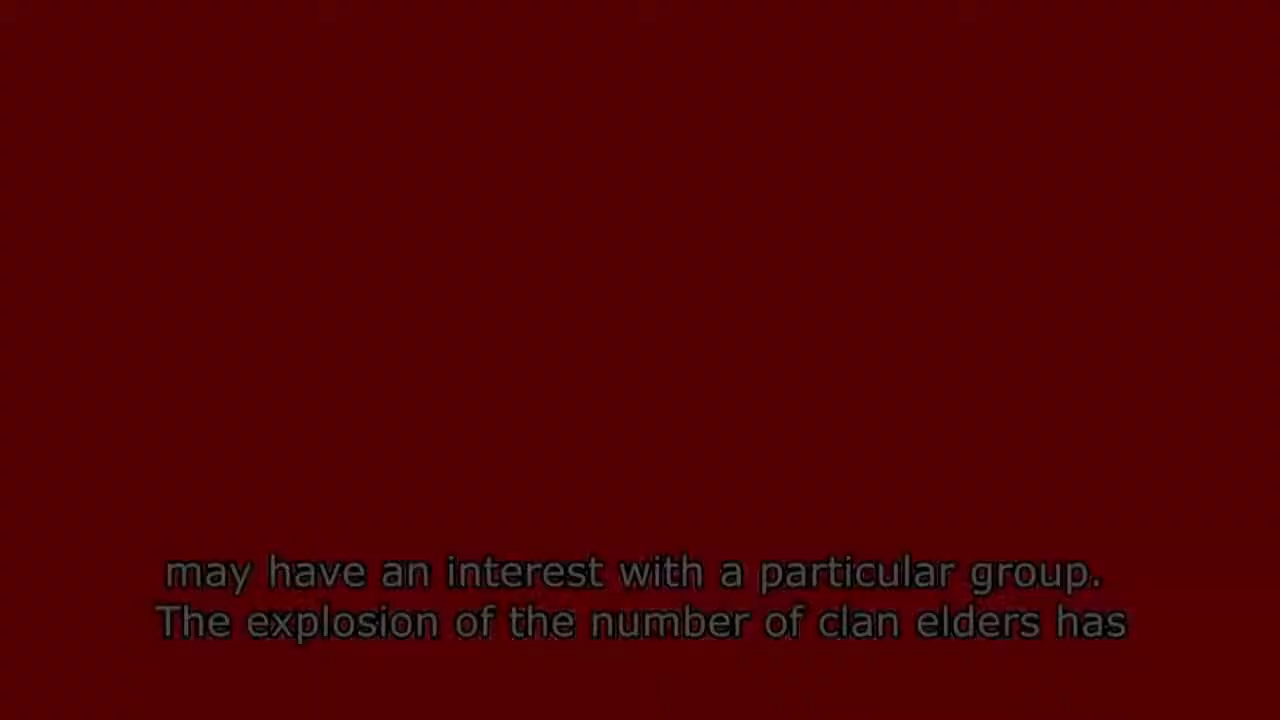 may have an interest with a particular group.
The explosion of the number of clan elders has